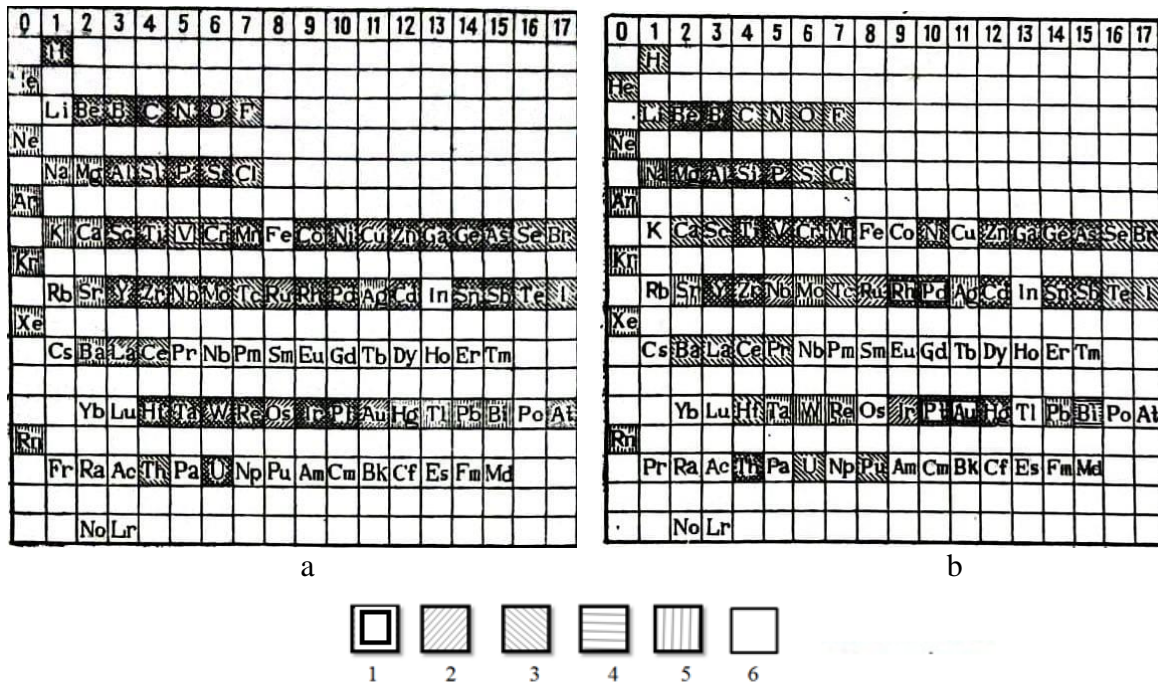 0 1 2 3 4 5 6 7 8 9 10 11 12 13 14 15 16 17
H
Li Be B C N O F
Ne
Na Mg Al Si P S Cl
Ar
K Ca Sc Ti V Cr Mn Fe Co Ni Cu Zn Ga Ge As Se Br
Kr
Rb Sr Y Zr Nb Mo Tc Ru Rh Pd Ag Cd In Sn Sb Te I
Xe
Cs Ba La Ce Pr Nb Pm Sm Eu Gd Tb Dy Ho Er Tm
Yb Lu Hf Ta W Re Os Ir Pt Au Hg Tl Pb Bi Po At
Rn
Fr Ra Ac Th Pa U Np Pu Am Cm Bk Cf Es Fm Md
No Lr
a
0 1 2 3 4 5 6 7 8 9 10 11 12 13 14 15 16 17
H
He
Li Be B C N O F
Ne
Na Mg Al Si P S Cl
Ar
K Ca Sc Ti V Cr Mn Fe Co Ni Cu Zn Ga Ge As Se Br
Kr
Rb Sr Y Zr Nb Mo Tc Ru Rh Pd Ag Cd In Sn Sb Te I
Xe
Cs Ba La Ce Pr Nb Pm Sm Eu Gd Tb Dy Ho Er Tm
Yb Lu Hf Ta W Re Os Ir Pt Au Hg Tl Pb Bi Po At
Rn
Pr Ra Ac Th Pa U Np Pu Am Cm Bk Cf Es Fm Md
No Lr
b
1 2 3 4 5 6